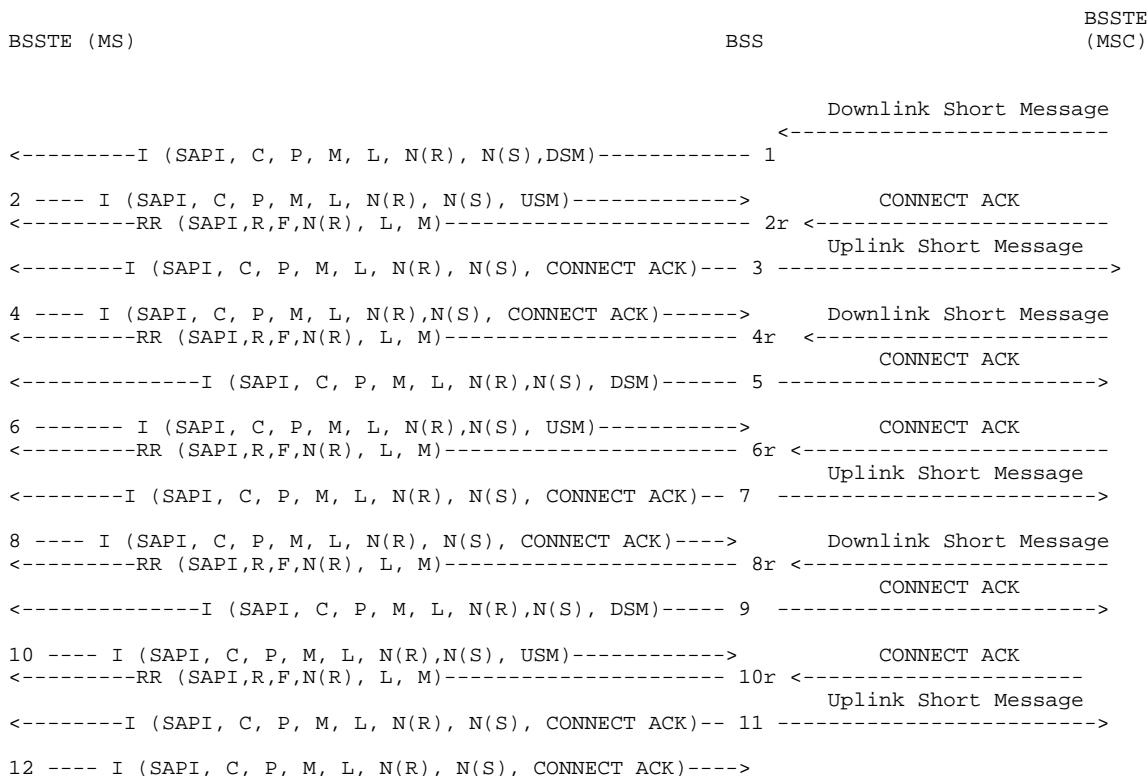 BSSTE
BSSTE (MS) BSS (MSC)
Downlink Short Message
<-------------------------
<---------I (SAPI, C, P, M, L, N(R), N(S),DSM)------------ 1
2 ---- I (SAPI, C, P, M, L, N(R), N(S), USM)-------------> CONNECT ACK
<---------RR (SAPI,R,F,N(R), L, M)------------------------ 2r <-----------------------
Uplink Short Message
<--------I (SAPI, C, P, M, L, N(R), N(S), CONNECT ACK)--- 3 -------------------------->
4 ---- I (SAPI, C, P, M, L, N(R),N(S), CONNECT ACK)------> Downlink Short Message
<---------RR (SAPI,R,F,N(R), L, M)----------------------- 4r <-----------------------
CONNECT ACK
<--------------I (SAPI, C, P, M, L, N(R),N(S), DSM)------ 5 ------------------------->
6 ------- I (SAPI, C, P, M, L, N(R),N(S), USM)-----------> CONNECT ACK
<---------RR (SAPI,R,F,N(R), L, M)----------------------- 6r <------------------------
Uplink Short Message
<--------I (SAPI, C, P, M, L, N(R), N(S), CONNECT ACK)-- 7 ------------------------->
8 ---- I (SAPI, C, P, M, L, N(R), N(S), CONNECT ACK)----> Downlink Short Message
<---------RR (SAPI,R,F,N(R), L, M)----------------------- 8r <------------------------
CONNECT ACK
<--------------I (SAPI, C, P, M, L, N(R),N(S), DSM)----- 9 ------------------------->
10 ---- I (SAPI, C, P, M, L, N(R),N(S), USM)------------> CONNECT ACK
<---------RR (SAPI,R,F,N(R), L, M)---------------------- 10r <----------------------
Uplink Short Message
<--------I (SAPI, C, P, M, L, N(R), N(S), CONNECT ACK)-- 11 ------------------------->
12 ---- I (SAPI, C, P, M, L, N(R), N(S), CONNECT ACK)---->